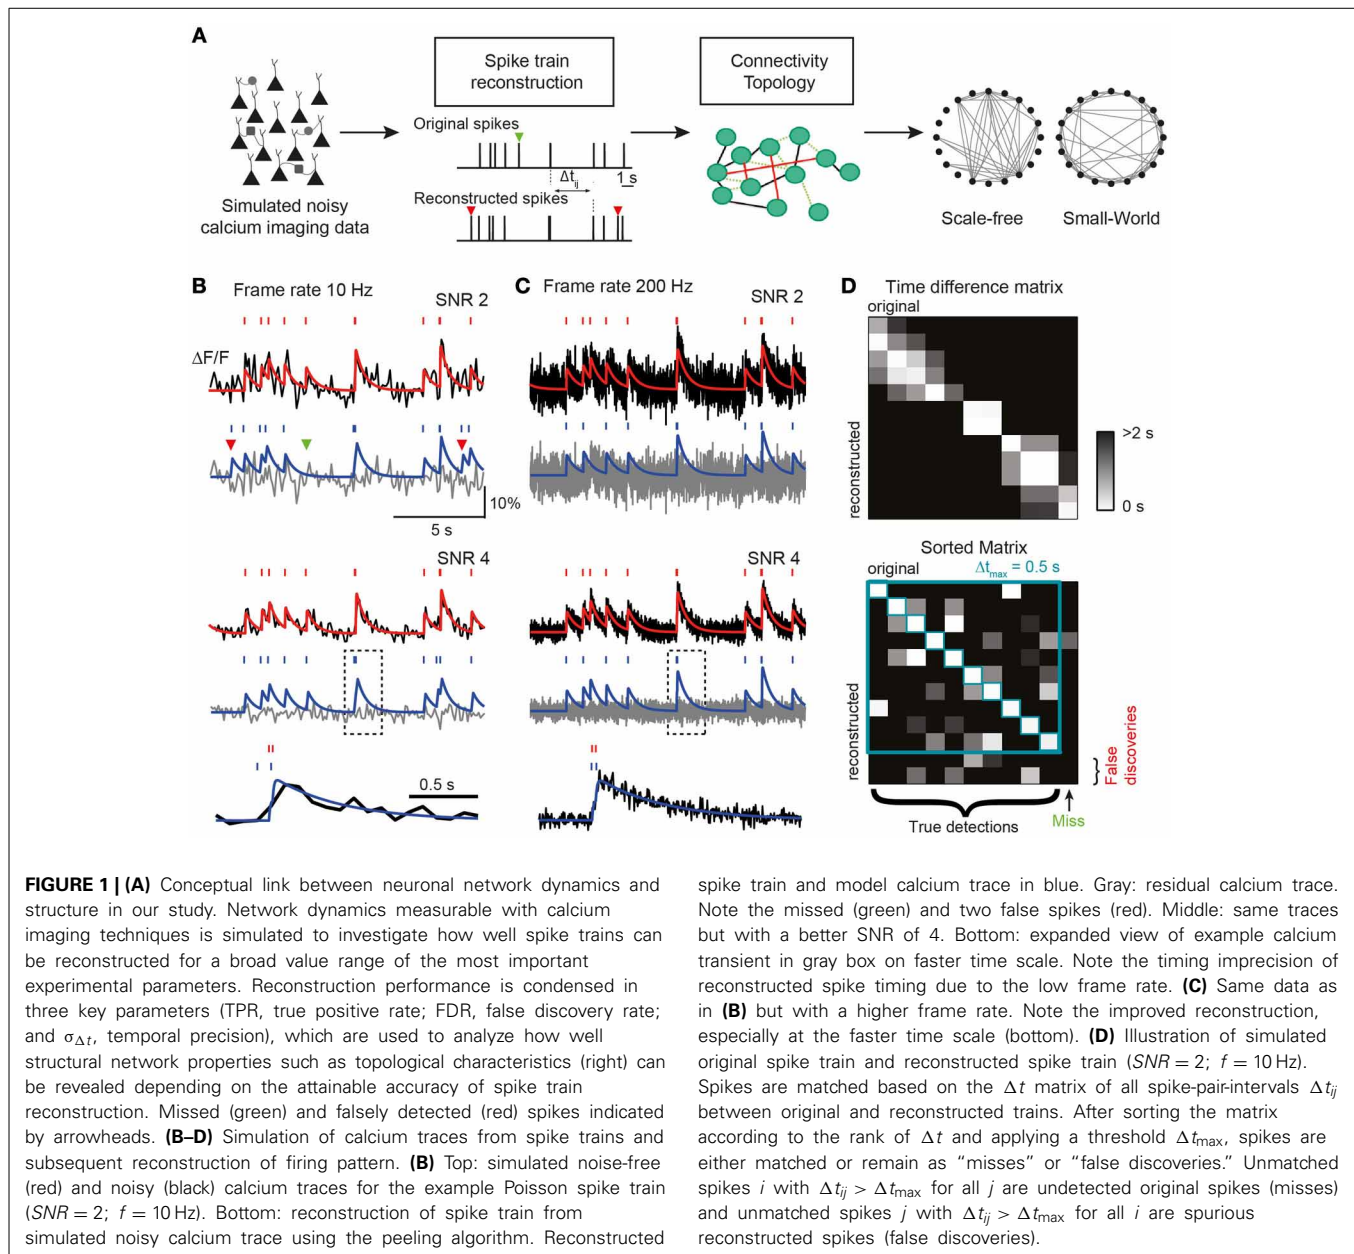 A
Spike train
reconstruction
Connectivity
Topology
Original spikes
Δt_ij
1 s
Reconstructed spikes
Simulated noisy
calcium imaging data
Scale-free
Small-World
B
Frame rate 10 Hz
SNR 2
ΔF/F
10%
5 s
SNR 4
0.5 s
C
Frame rate 200 Hz
SNR 2
SNR 4
D
Time difference matrix
original
reconstructed
>2 s
0 s
Sorted Matrix
original
Δt_max = 0.5 s
reconstructed
False
discoveries
True detections
Miss
FIGURE 1 | (A) Conceptual link between neuronal network dynamics and
structure in our study. Network dynamics measurable with calcium
imaging techniques is simulated to investigate how well spike trains can
be reconstructed for a broad value range of the most important
experimental parameters. Reconstruction performance is condensed in
three key parameters (TPR, true positive rate; FDR, false discovery rate;
and σ_Δt, temporal precision), which are used to analyze how well
structural network properties such as topological characteristics (right) can
be revealed depending on the attainable accuracy of spike train
reconstruction. Missed (green) and falsely detected (red) spikes indicated
by arrowheads. (B–D) Simulation of calcium traces from spike trains and
subsequent reconstruction of firing pattern. (B) Top: simulated noise-free
(red) and noisy (black) calcium traces for the example Poisson spike train
(SNR = 2; f = 10 Hz). Bottom: reconstruction of spike train from
simulated noisy calcium trace using the peeling algorithm. Reconstructed
spike train and model calcium trace in blue. Gray: residual calcium trace.
Note the missed (green) and two false spikes (red). Middle: same traces
but with a better SNR of 4. Bottom: expanded view of example calcium
transient in gray box on faster time scale. Note the timing imprecision of
reconstructed spike timing due to the low frame rate. (C) Same data as
in (B) but with a higher frame rate. Note the improved reconstruction,
especially at the faster time scale (bottom). (D) Illustration of simulated
original spike train and reconstructed spike train (SNR = 2; f = 10 Hz).
Spikes are matched based on the Δt matrix of all spike-pair-intervals Δt_ij
between original and reconstructed trains. After sorting the matrix
according to the rank of Δt and applying a threshold Δt_max, spikes are
either matched or remain as “misses” or “false discoveries.” Unmatched
spikes i with Δt_ij > Δt_max for all j are undetected original spikes (misses)
and unmatched spikes j with Δt_ij > Δt_max for all i are spurious
reconstructed spikes (false discoveries).